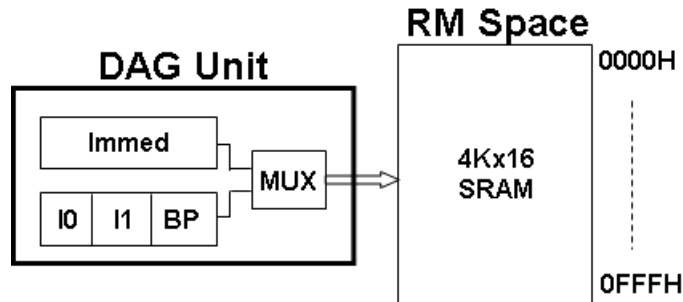 RM Space
DAG Unit
0000H
Immed
4Kx16
SRAM
MUX
I0 I1 BP
0FFFH